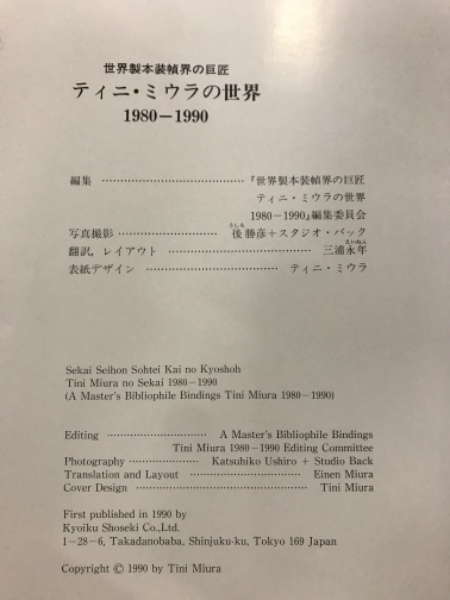 世界製本装幀界の巨匠
ティニ・ミウラの世界
1980−1990
編集 ………………………………『世界製本装幀界の巨匠
ティニ・ミウラの世界
1980−1990』編集委員会
うしろ
写真撮影 ………………… 後 勝彦+スタジオ・バック
えいねん
翻訳,レイアウト ………………………… 三浦永年
表紙デザイン ………………………… ティニ・ミウラ
Sekai Seihon Sohtei Kai no Kyoshoh
Tini Miura no Sekai 1980−1990
(A Master's Bibliophile Bindings Tini Miura 1980−1990)
Editing ………………… A Master's Bibliophile Bindings
Tini Miura 1980−1990 Editing Committee
Photography ………………… Katsuhiko Ushiro + Studio Back
Translation and Layout ………………… Einen Miura
Cover Design ………………………………… Tini Miura
First published in 1990 by
Kyoiku Shoseki Co.,Ltd.
1−28−6, Takadanobaba, Shinjuku-ku, Tokyo 169 Japan
Copyright © 1990 by Tini Miura